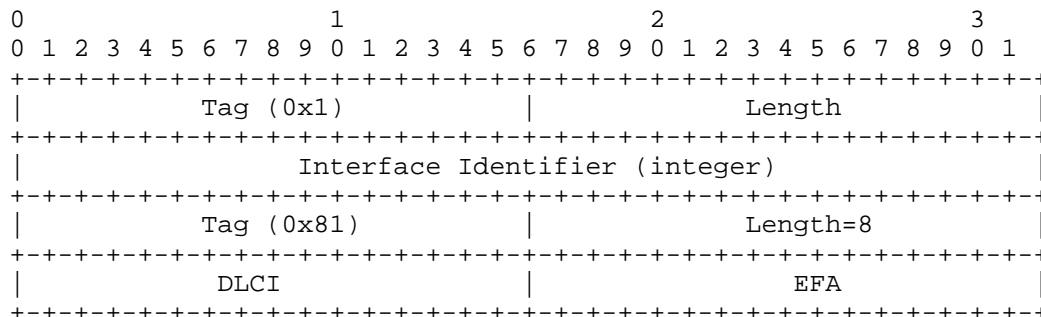 0                   1                   2                   3
0 1 2 3 4 5 6 7 8 9 0 1 2 3 4 5 6 7 8 9 0 1 2 3 4 5 6 7 8 9 0 1
+-+-+-+-+-+-+-+-+-+-+-+-+-+-+-+-+-+-+-+-+-+-+-+-+-+-+-+-+-+-+-+-+
|           Tag (0x1)           |             Length            |
+-+-+-+-+-+-+-+-+-+-+-+-+-+-+-+-+-+-+-+-+-+-+-+-+-+-+-+-+-+-+-+-+
|                 Interface Identifier (integer)                |
+-+-+-+-+-+-+-+-+-+-+-+-+-+-+-+-+-+-+-+-+-+-+-+-+-+-+-+-+-+-+-+-+
|           Tag (0x81)          |             Length=8          |
+-+-+-+-+-+-+-+-+-+-+-+-+-+-+-+-+-+-+-+-+-+-+-+-+-+-+-+-+-+-+-+-+
|            DLCI               |                EFA            |
+-+-+-+-+-+-+-+-+-+-+-+-+-+-+-+-+-+-+-+-+-+-+-+-+-+-+-+-+-+-+-+-+